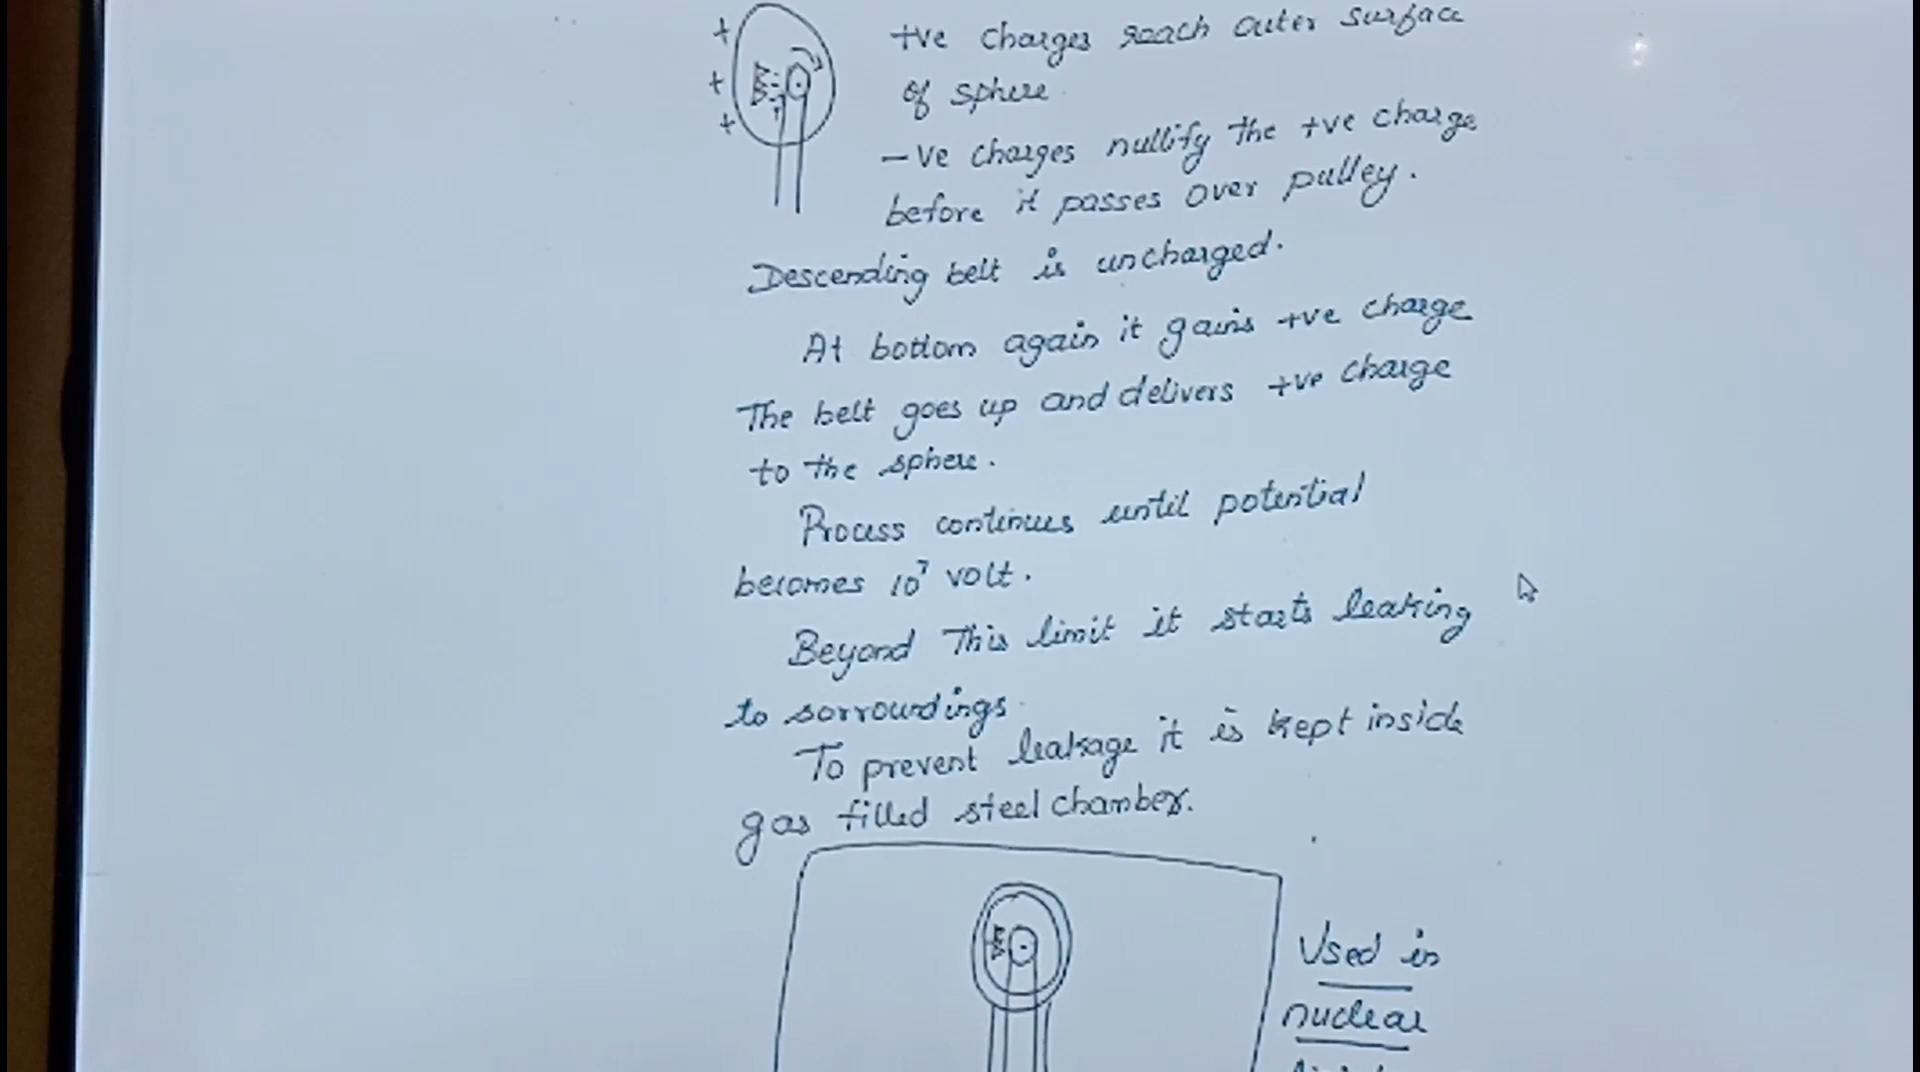 +ve charges reach outer surface
of sphere
-ve charges nullify the +ve charge
before it passes over pulley.
Descending belt is uncharged.
At bottom again it gains +ve charge
The belt goes up and delivers +ve charge
to the sphere.
Process continues until potential
becomes 10⁷ volt.
Beyond This limit it starts leaking
to sorroundings.
To prevent leakage it is kept inside
gas filled steel chamber.
Used in
nuclear